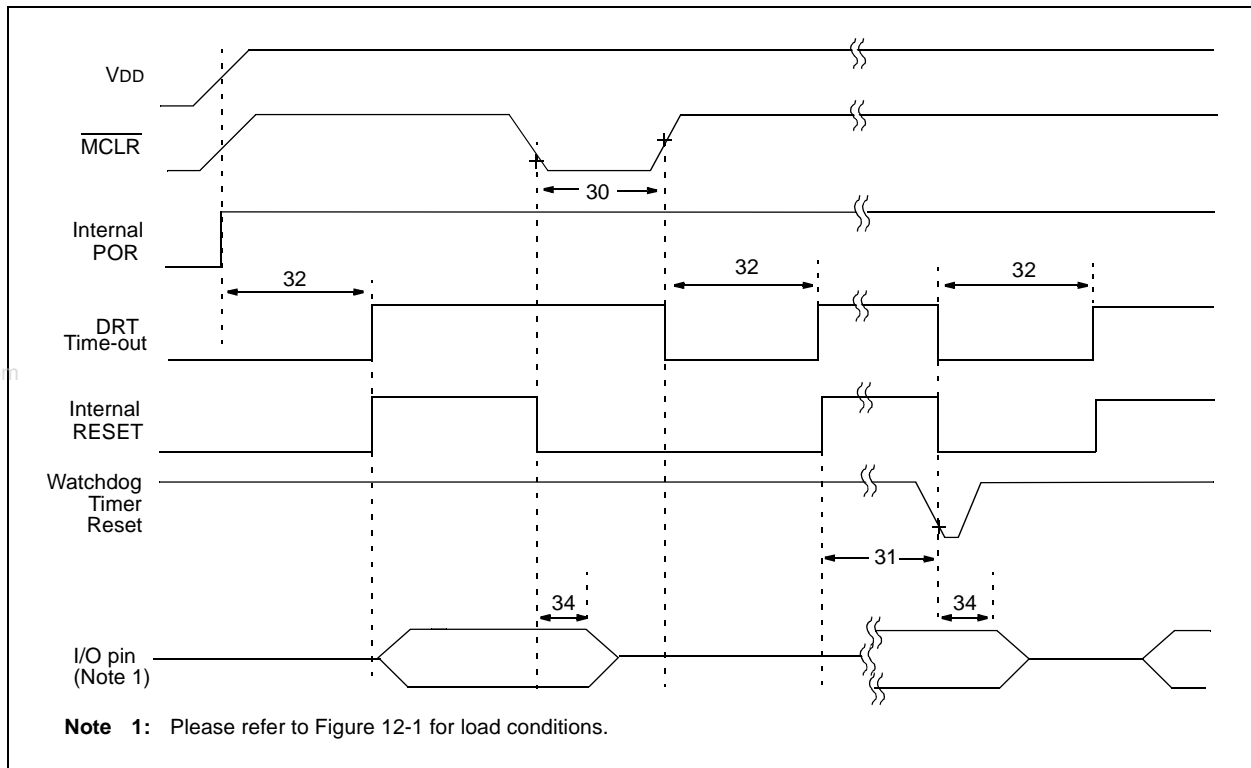 VDD
MCLR
30
Internal
POR
32
32
32
DRT
Time-out
m
Internal
RESET
Watchdog
Timer
Reset
31
34
34
I/O pin
(Note 1)
Note 1: Please refer to Figure 12-1 for load conditions.